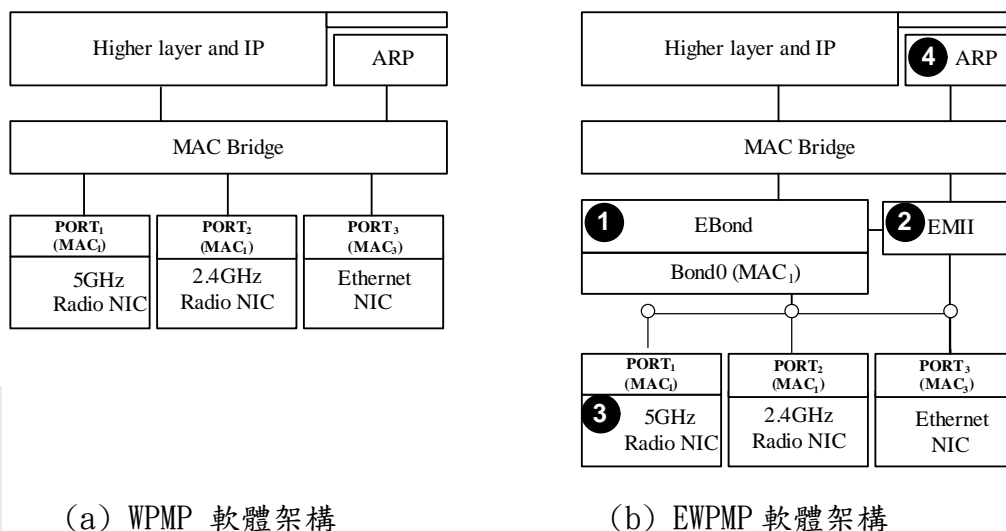 Higher layer and IP
ARP
MAC Bridge
PORT1
(MAC1)
5GHz
Radio NIC
PORT2
(MAC1)
2.4GHz
Radio NIC
PORT3
(MAC3)
Ethernet
NIC
(a) WPMP 軟體架構
Higher layer and IP
4 ARP
MAC Bridge
1 EBond
2 EMII
Bond0 (MAC1)
PORT1
(MAC1)
3 5GHz
Radio NIC
PORT2
(MAC1)
2.4GHz
Radio NIC
PORT3
(MAC3)
Ethernet
NIC
(b) EWPMP 軟體架構